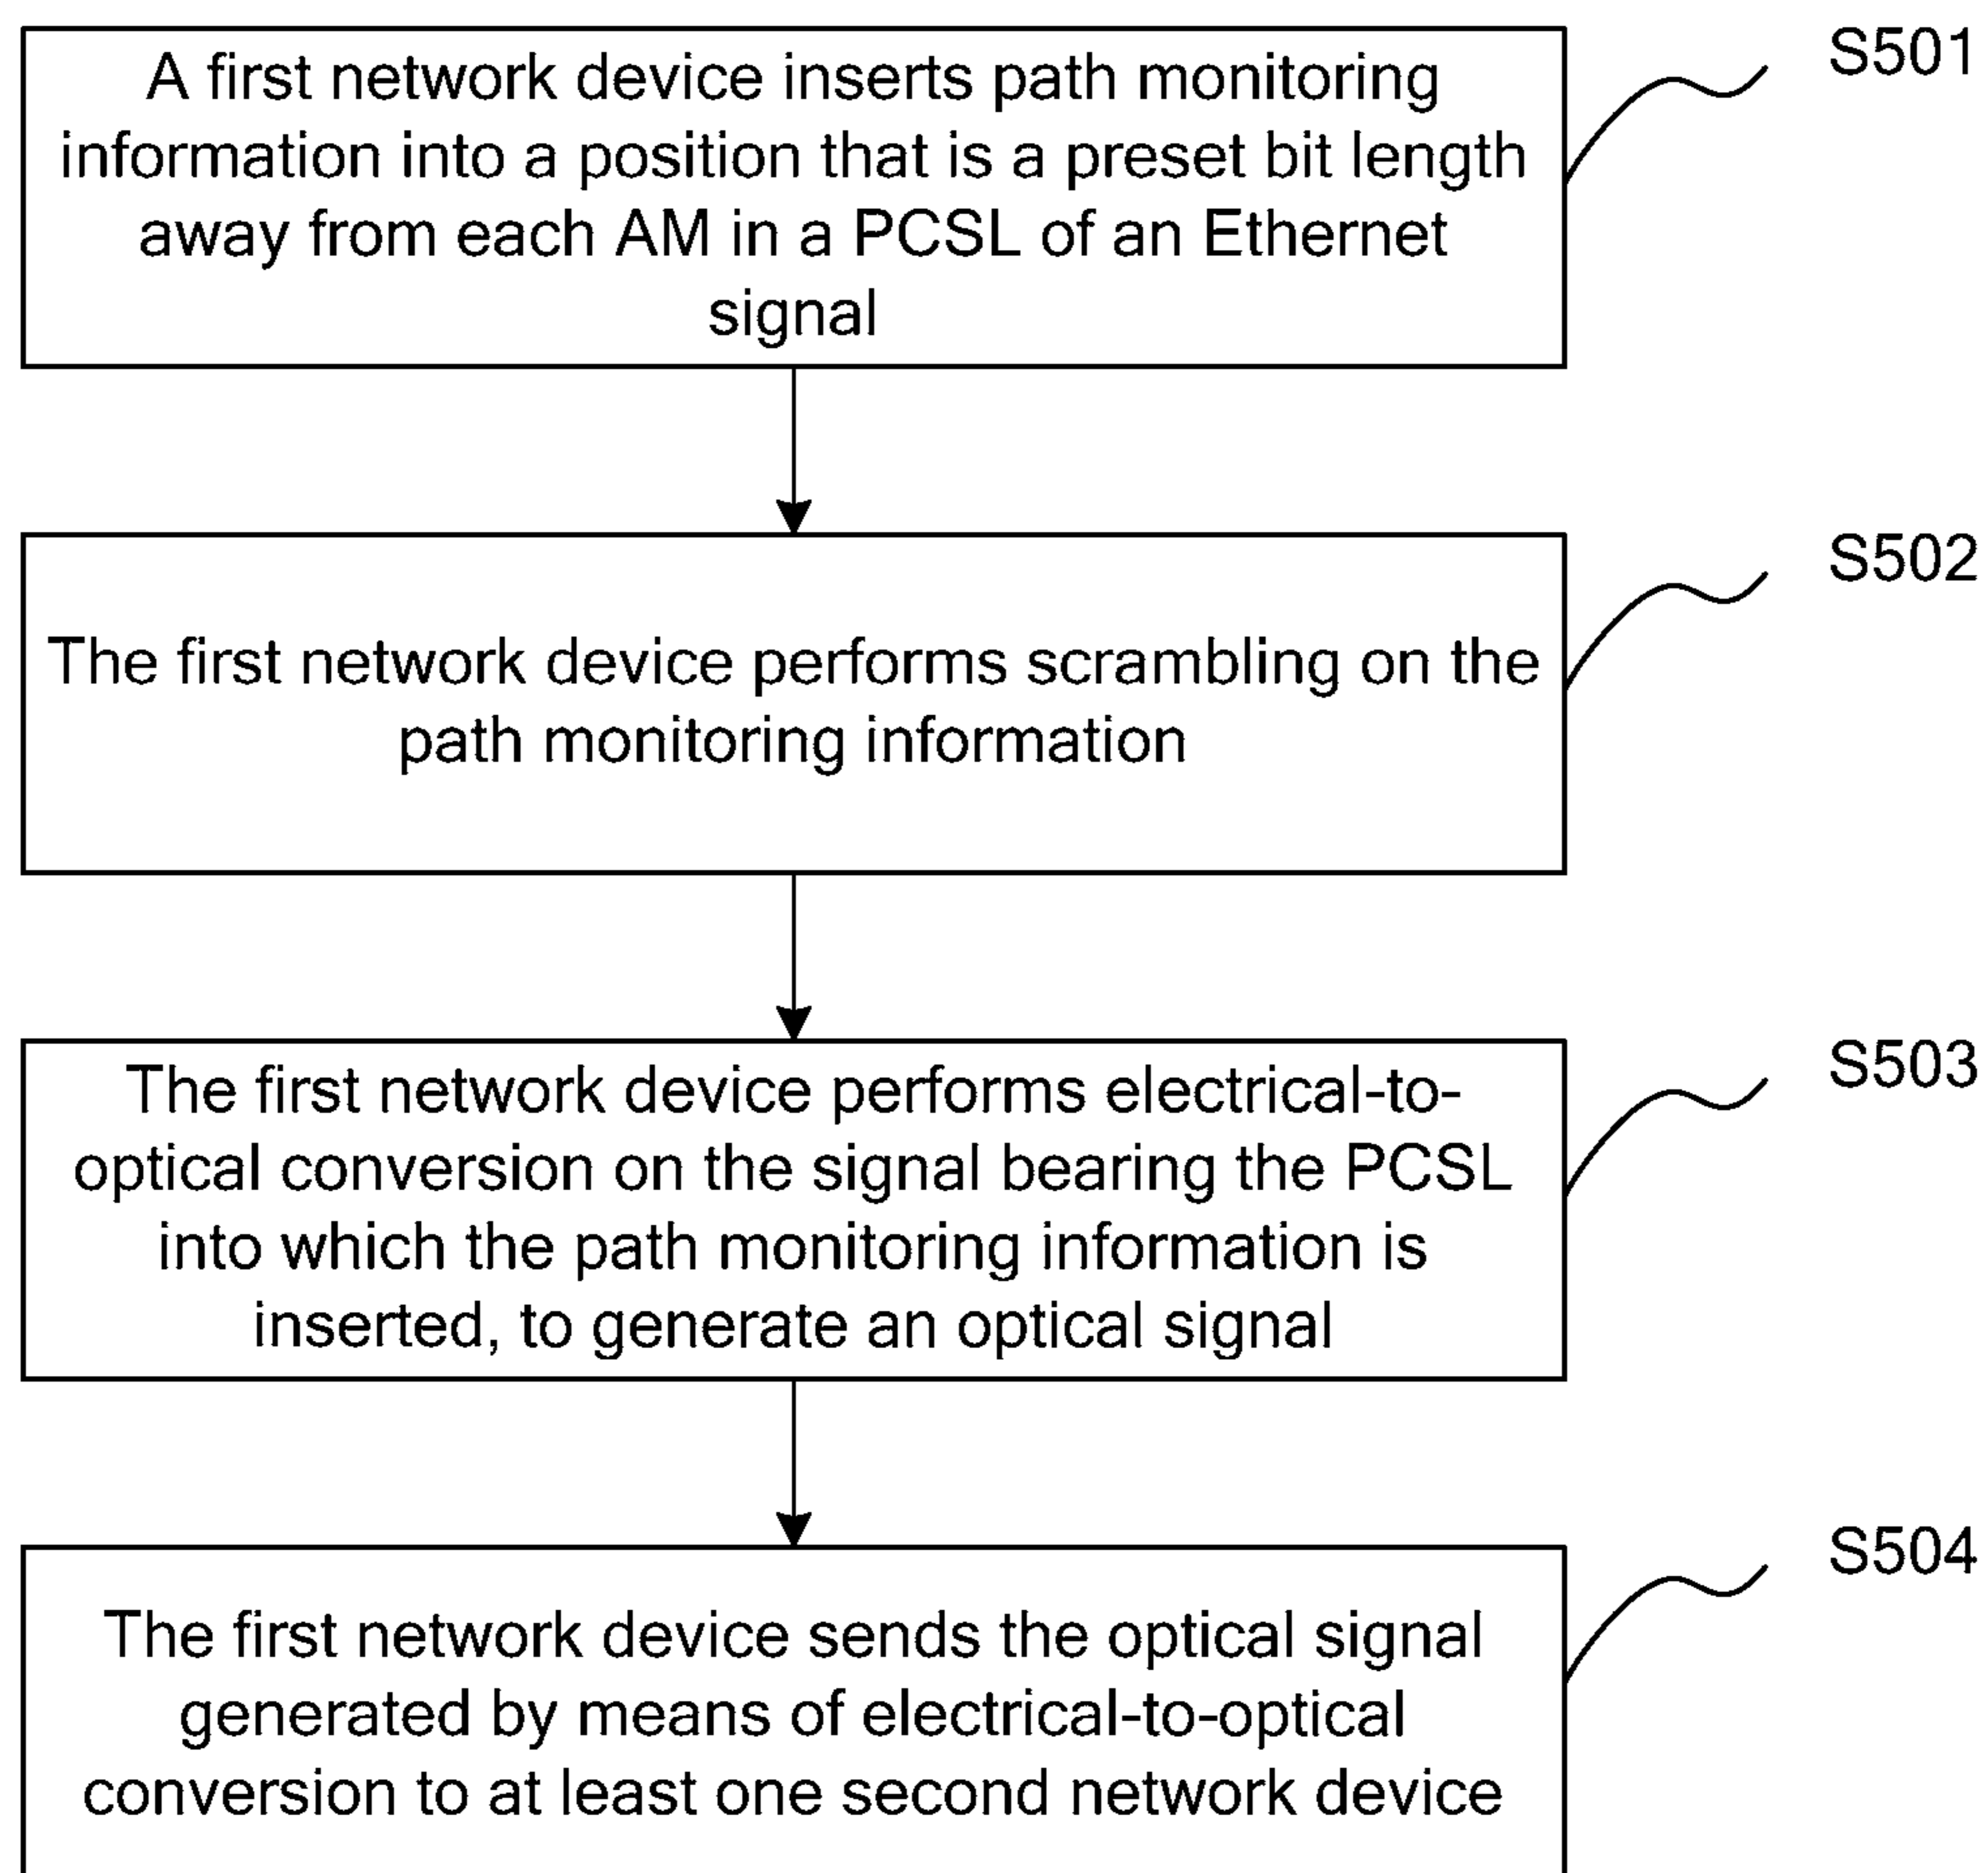 A first network device inserts path monitoring
information into a position that is a preset bit length
away from each AM in a PCSL of an Ethernet
signal
S501
The first network device performs scrambling on the
path monitoring information
S502
The first network device performs electrical-to-
optical conversion on the signal bearing the PCSL
into which the path monitoring information is
inserted, to generate an optical signal
S503
The first network device sends the optical signal
generated by means of electrical-to-optical
conversion to at least one second network device
S504